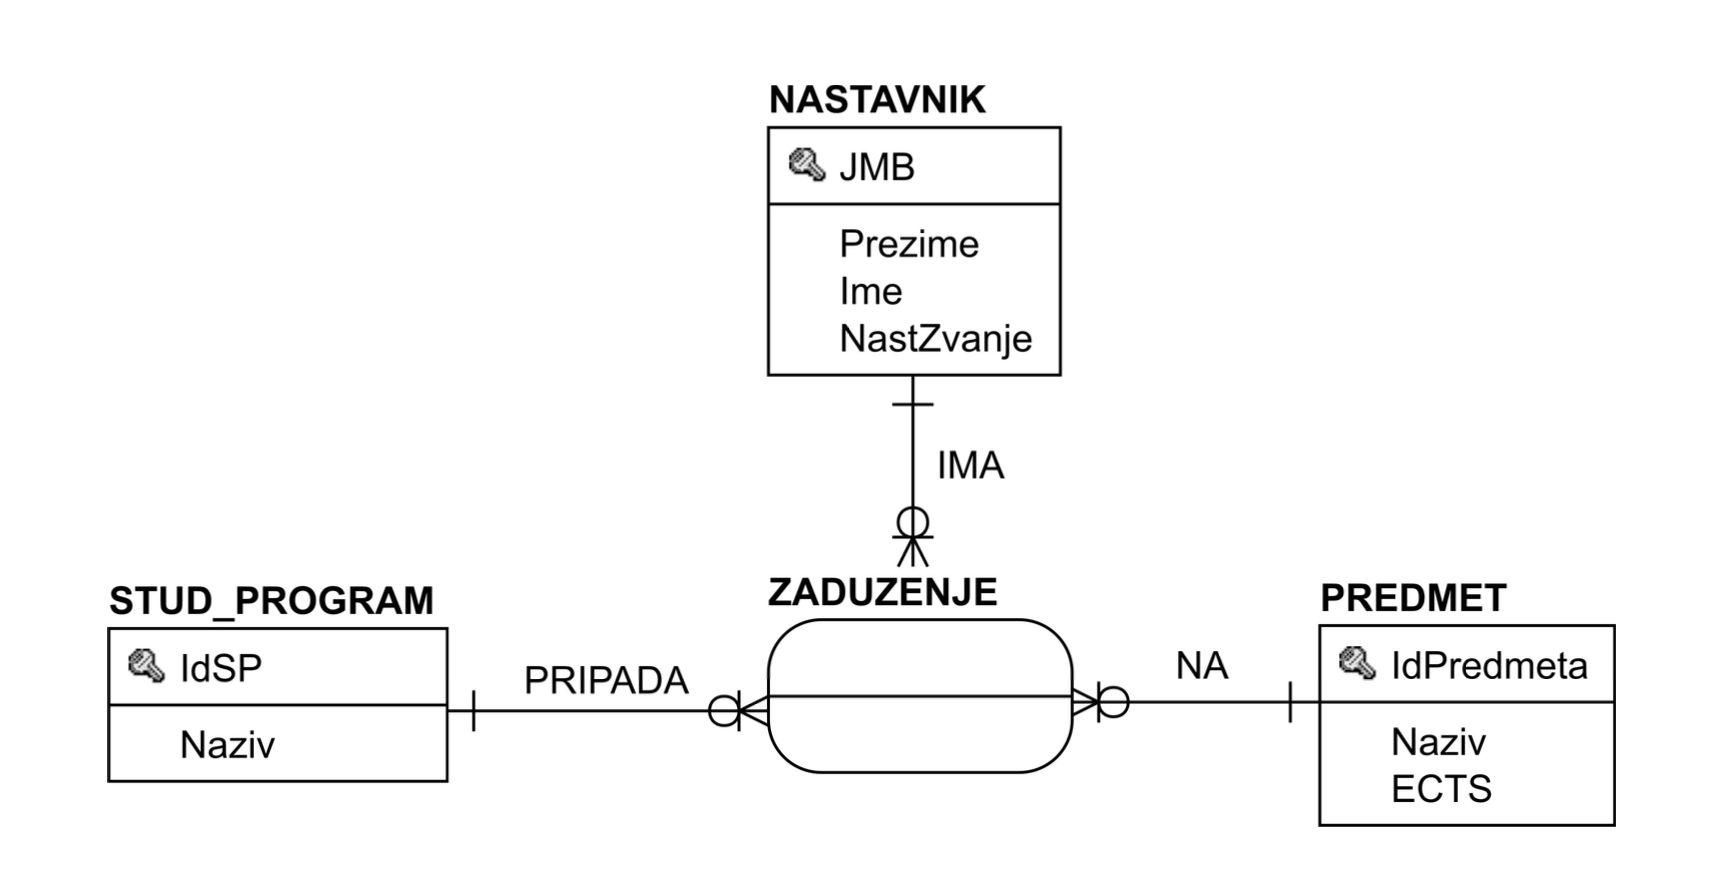 NASTAVNIK
JMB
Prezime
Ime
NastZvanje
IMA
STUD_PROGRAM
IdSP
Naziv
PRIPADA
ZADUZENJE
NA
PREDMET
IdPredmeta
Naziv
ECTS